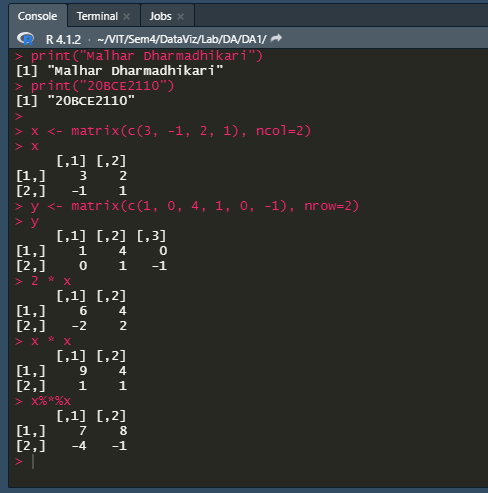 Console Terminal Jobs
R 4.1.2 · ~/VIT/Sem4/DataViz/Lab/DA/DA1/
> print("Malhar Dharmadhikari")
[1] "Malhar Dharmadhikari"
> print("20BCE2110")
[1] "20BCE2110"
>
> x <- matrix(c(3, -1, 2, 1), ncol=2)
> x
     [,1] [,2]
[1,]    3    2
[2,]   -1    1
> y <- matrix(c(1, 0, 4, 1, 0, -1), nrow=2)
> y
     [,1] [,2] [,3]
[1,]    1    4    0
[2,]    0    1   -1
> 2 * x
     [,1] [,2]
[1,]    6    4
[2,]   -2    2
> x * x
     [,1] [,2]
[1,]    9    4
[2,]    1    1
> x%*%x
     [,1] [,2]
[1,]    7    8
[2,]   -4   -1
>